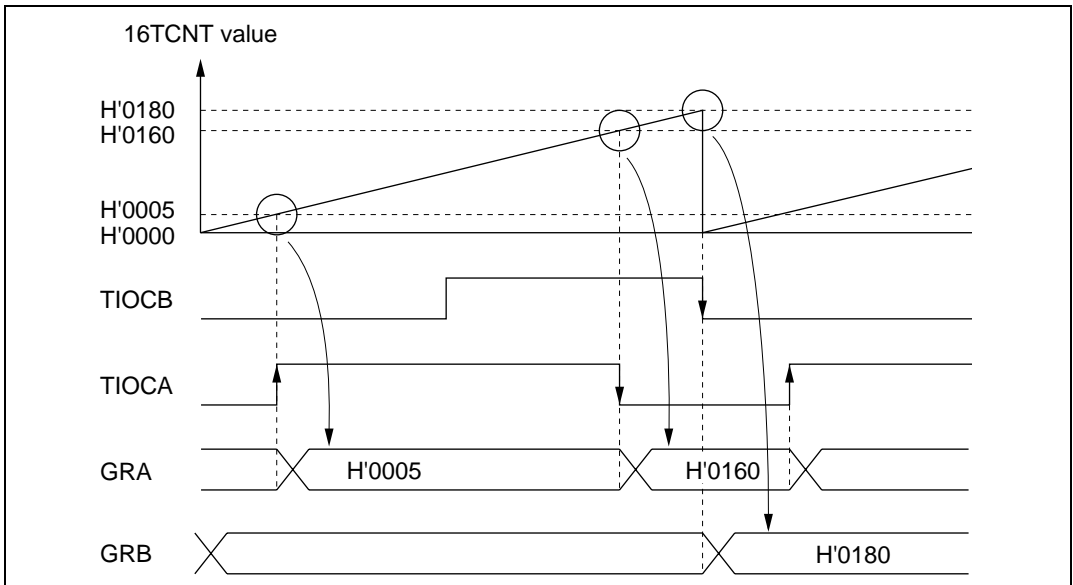 16TCNT value
H'0180
H'0160
H'0005
H'0000
TIOCB
TIOCA
GRA H'0005 H'0160
GRB H'0180